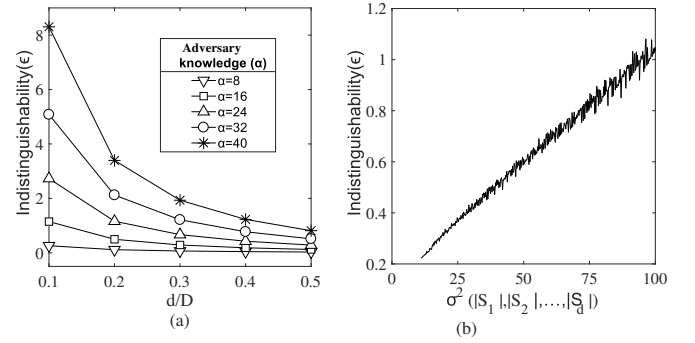 Indistinguishability(ϵ)
8
6
4
2
0
0.1 0.2 0.3 0.4 0.5
d/D
(a)
Adversary
knowledge (α)
α=8
α=16
α=24
α=32
α=40
Indistinguishability(ϵ)
1.2
1
0.8
0.6
0.4
0.2
0 25 50 75 100
σ² (|S₁ |,|S₂ |,…,|S_d |)
(b)